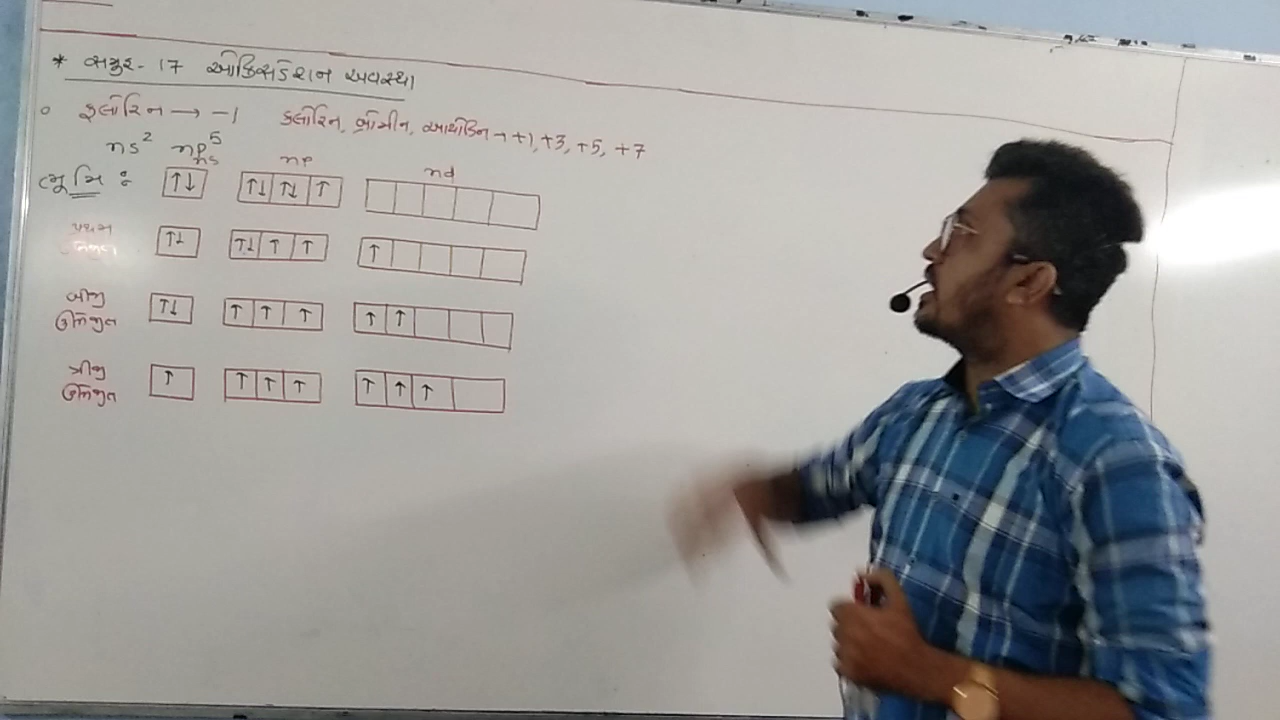 * સમૂહ - 17 ઓક્સિડેશન અવસ્થા
૦ ફ્લોરિન → -1 ક્લોરિન, બ્રોમીન, આયોડિન → +1, +3, +5, +7
ns² np⁵
ભૂમિ : ns ↑↓ np ↑↓ ↑↓ ↑ nd
પ્રથમ ↑↓ ↑↓ ↑ ↑ ↑
બીજી ઉત્તેજીત ↑↓ ↑ ↑ ↑ ↑ ↑
ત્રીજી ઉત્તેજીત ↑ ↑ ↑ ↑ ↑ ↑ ↑